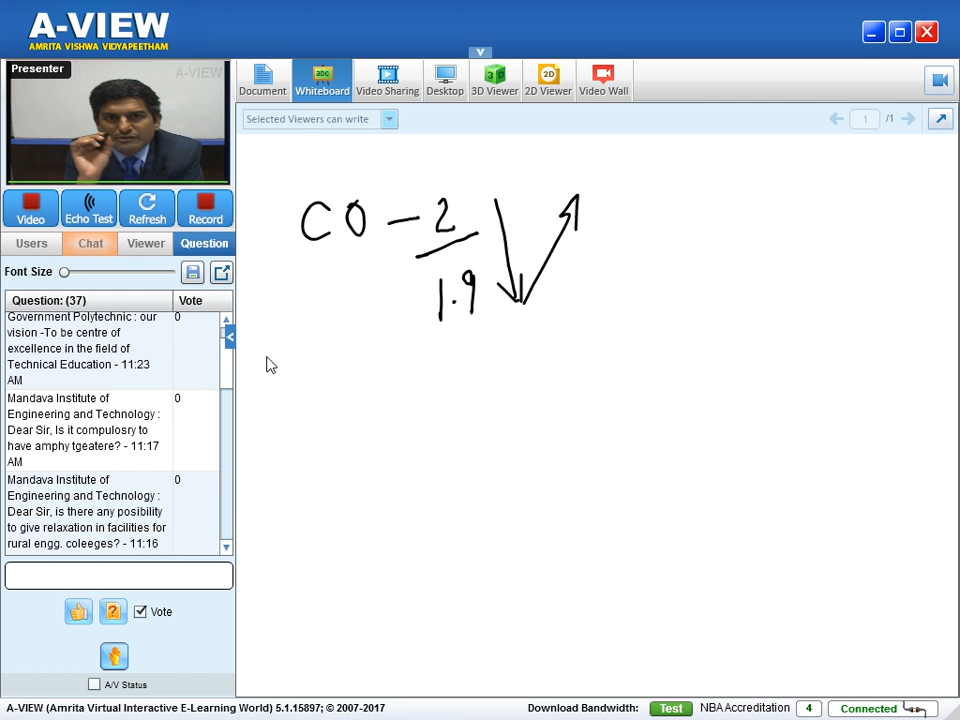 A-VIEW
AMRITA VISHWA VIDYAPEETHAM
Presenter
A-VIEW
Document
abc
Whiteboard
Video Sharing
Desktop
3D
3D Viewer
2D
2D Viewer
Video Wall
Selected Viewers can write
1
/1
CO - 2
1.9
Video
Echo Test
Refresh
Record
Users
Chat
Viewer
Question
Font Size
Question: (37)
Vote
Government Polytechnic : our
0
vision -To be centre of
excellence in the field of
Technical Education - 11:23
AM
Mandava Institute of
0
Engineering and Technology :
Dear Sir, Is it compulosry to
have amphy tgeatere? - 11:17
AM
Mandava Institute of
0
Engineering and Technology :
Dear Sir, is there any posibility
to give relaxation in facilities for
rural engg. coleeges? - 11:16
Vote
A/V Status
A-VIEW (Amrita Virtual Interactive E-Learning World) 5.1.15897; © 2007-2017
Download Bandwidth:
Test
NBA Accreditation
4
Connected